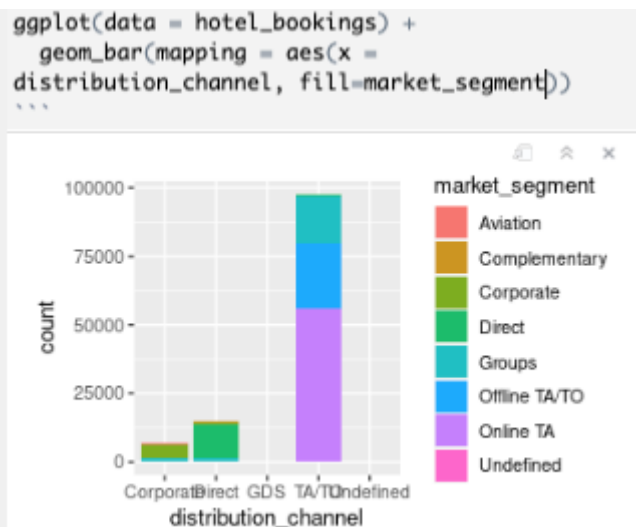 ggplot(data = hotel_bookings) +
geom_bar(mapping = aes(x =
distribution_channel, fill=market_segment))
```
market_segment
100000
75000
50000
25000
0
count
Corporate Direct GDS TA/TO Undefined
distribution_channel
Aviation
Complementary
Corporate
Direct
Groups
Offline TA/TO
Online TA
Undefined